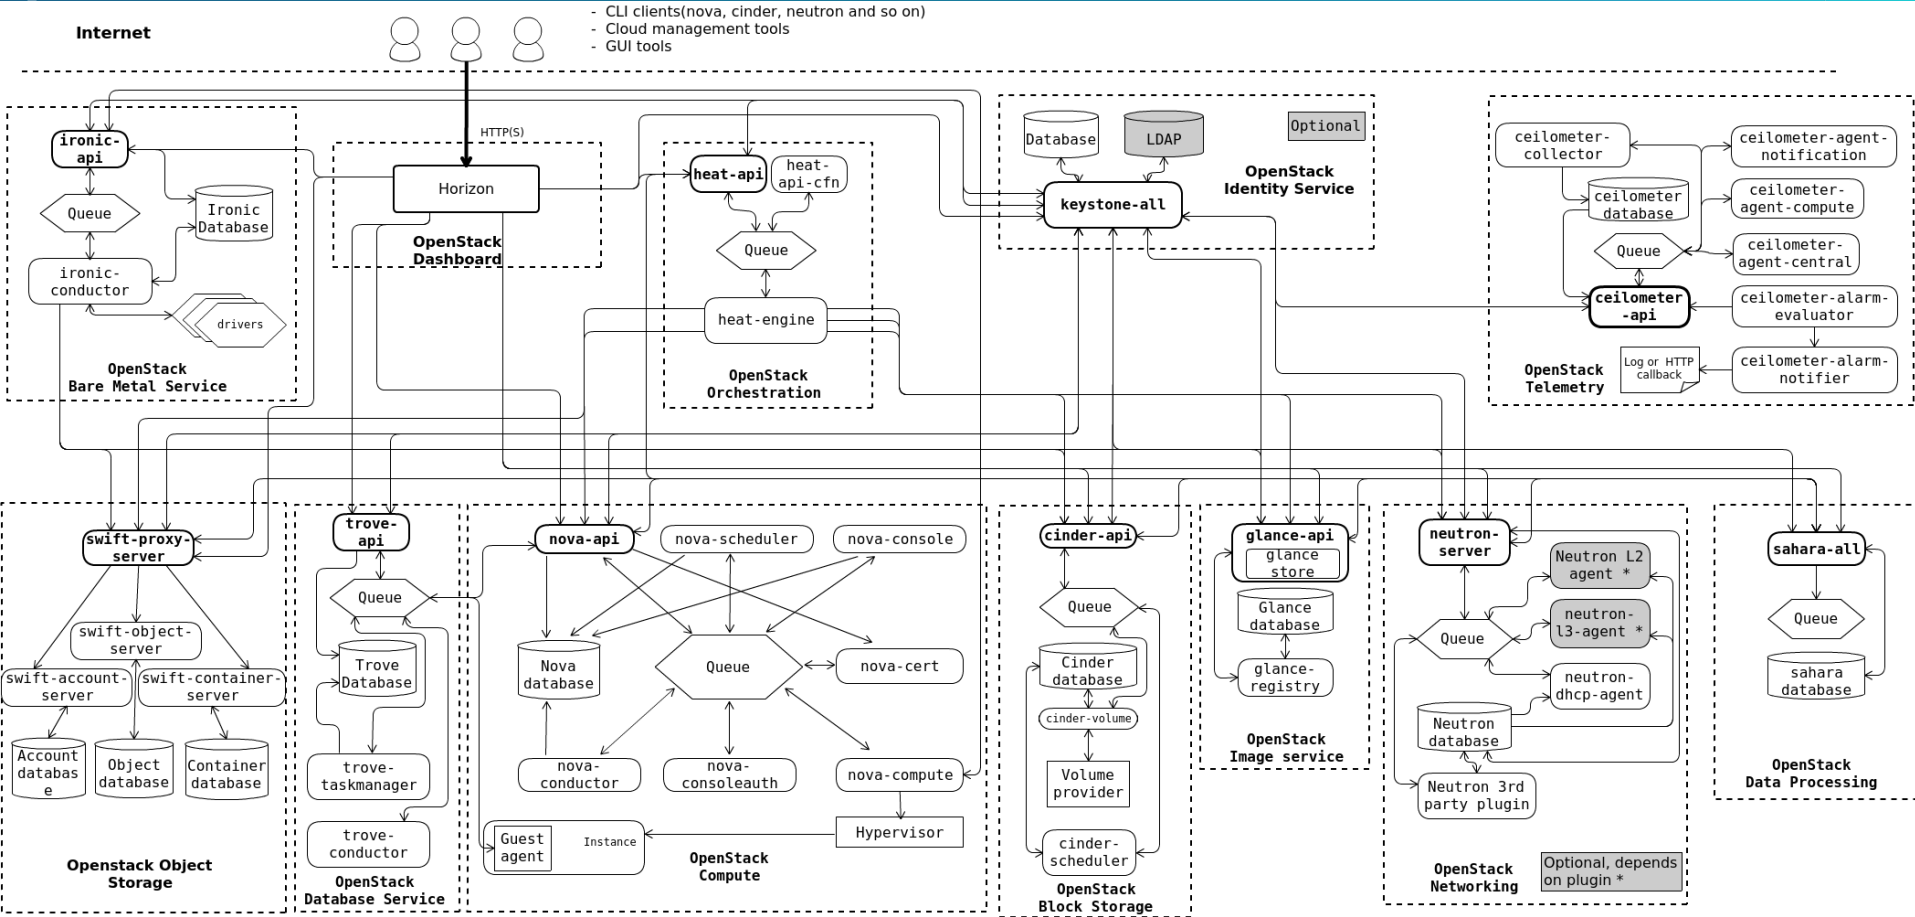 Internet
- CLI clients(nova, cinder, neutron and so on)
- Cloud management tools
- GUI tools
HTTP(S)
ironic-
api
Queue
Ironic
Database
ironic-
conductor
drivers
OpenStack
Bare Metal Service
Horizon
OpenStack
Dashboard
heat-api
heat-
api-cfn
Queue
heat-engine
OpenStack
Orchestration
Database
LDAP
Optional
OpenStack
Identity Service
keystone-all
ceilometer-
collector
ceilometer-agent-
notification
ceilometer
database
ceilometer-
agent-compute
Queue
ceilometer-
agent-central
ceilometer
-api
ceilometer-alarm-
evaluator
OpenStack
Telemetry
Log or HTTP
callback
ceilometer-alarm-
notifier
swift-proxy-
server
swift-object-
server
swift-account-
server
swift-container-
server
Account
databas
e
Object
database
Container
database
Openstack Object
Storage
trove-
api
Queue
Trove
Database
trove-
taskmanager
trove-
conductor
OpenStack
Database Service
nova-api
nova-scheduler
nova-console
Nova
database
Queue
nova-cert
nova-
conductor
nova-
consoleauth
nova-compute
Guest
agent
Instance
Hypervisor
OpenStack
Compute
cinder-api
Queue
Cinder
database
cinder-volume
Volume
provider
cinder-
scheduler
OpenStack
Block Storage
glance-api
glance
store
Glance
database
glance-
registry
OpenStack
Image service
neutron-
server
Neutron L2
agent *
neutron-
l3-agent *
Queue
neutron-
dhcp-agent
Neutron
database
Neutron 3rd
party plugin
OpenStack
Networking
Optional, depends
on plugin *
sahara-all
Queue
sahara
database
OpenStack
Data Processing